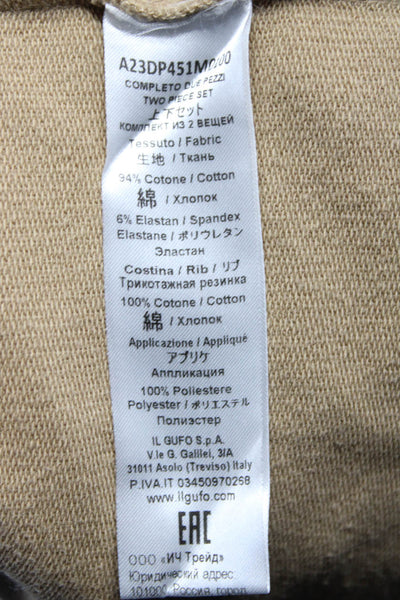 A23DP451M0100
COMPLETO DUE PEZZI
TWO PIECE SET
上下セット
КОМПЛЕКТ ИЗ 2 ВЕЩЕЙ
Tessuto / Fabric
生地 / Ткань
94% Cotone / Cotton
綿 / Хлопок
6% Elastan / Spandex
Elastane / ポリウレタン
Эластан
Costina / Rib / リブ
Трикотажная резинка
100% Cotone / Cotton
綿 / Хлопок
Applicazione / Appliqué
アプリケ
Аппликация
100% Poliestere
Polyester / ポリエステル
Полиэстер
IL GUFO S.p.A.
V.le G. Galilei, 3/A
31011 Asolo (Treviso) Italy
P.IVA.IT 03450970268
www.ilgufo.com
EAC
ООО «ИЧ Трейд»
Юридический адрес:
101000, Россия, город